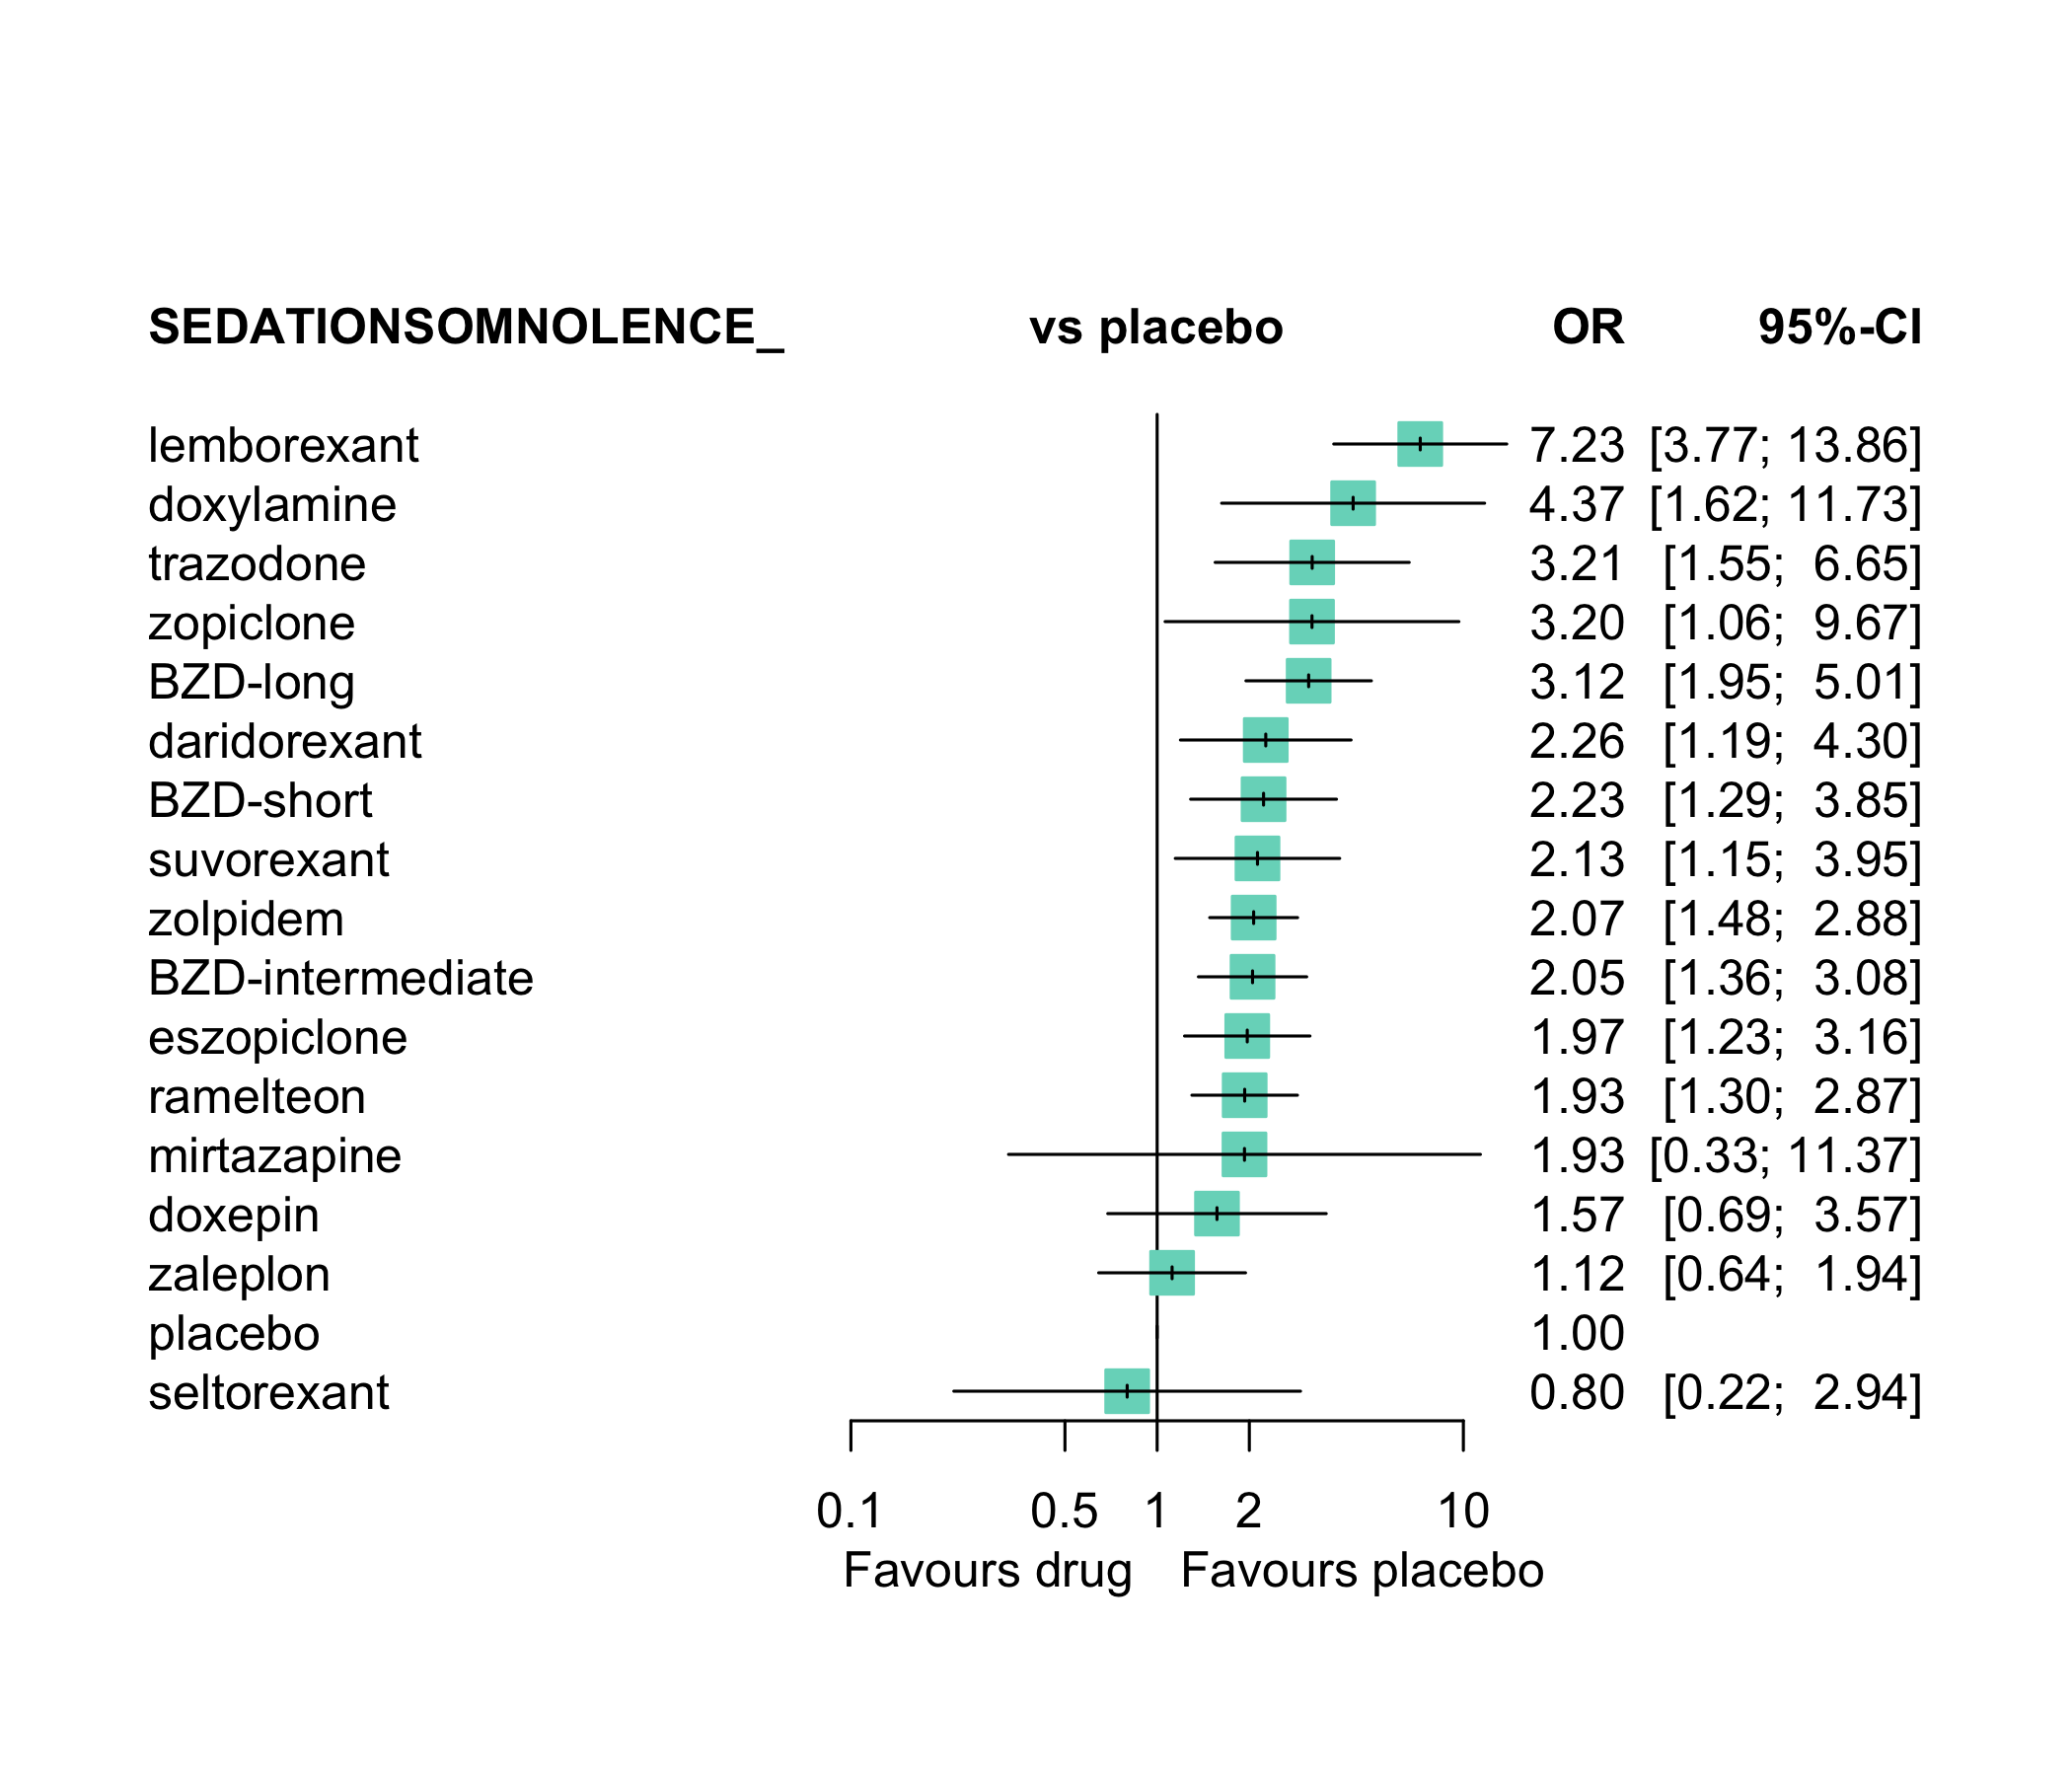 SEDATIONSOMNOLENCE_ vs placebo OR 95%-CI
lemborexant 7.23 [3.77; 13.86]
doxylamine 4.37 [1.62; 11.73]
trazodone 3.21 [1.55; 6.65]
zopiclone 3.20 [1.06; 9.67]
BZD-long 3.12 [1.95; 5.01]
daridorexant 2.26 [1.19; 4.30]
BZD-short 2.23 [1.29; 3.85]
suvorexant 2.13 [1.15; 3.95]
zolpidem 2.07 [1.48; 2.88]
BZD-intermediate 2.05 [1.36; 3.08]
eszopiclone 1.97 [1.23; 3.16]
ramelteon 1.93 [1.30; 2.87]
mirtazapine 1.93 [0.33; 11.37]
doxepin 1.57 [0.69; 3.57]
zaleplon 1.12 [0.64; 1.94]
placebo 1.00
seltorexant 0.80 [0.22; 2.94]
0.1 0.5 1 2 10
Favours drug Favours placebo